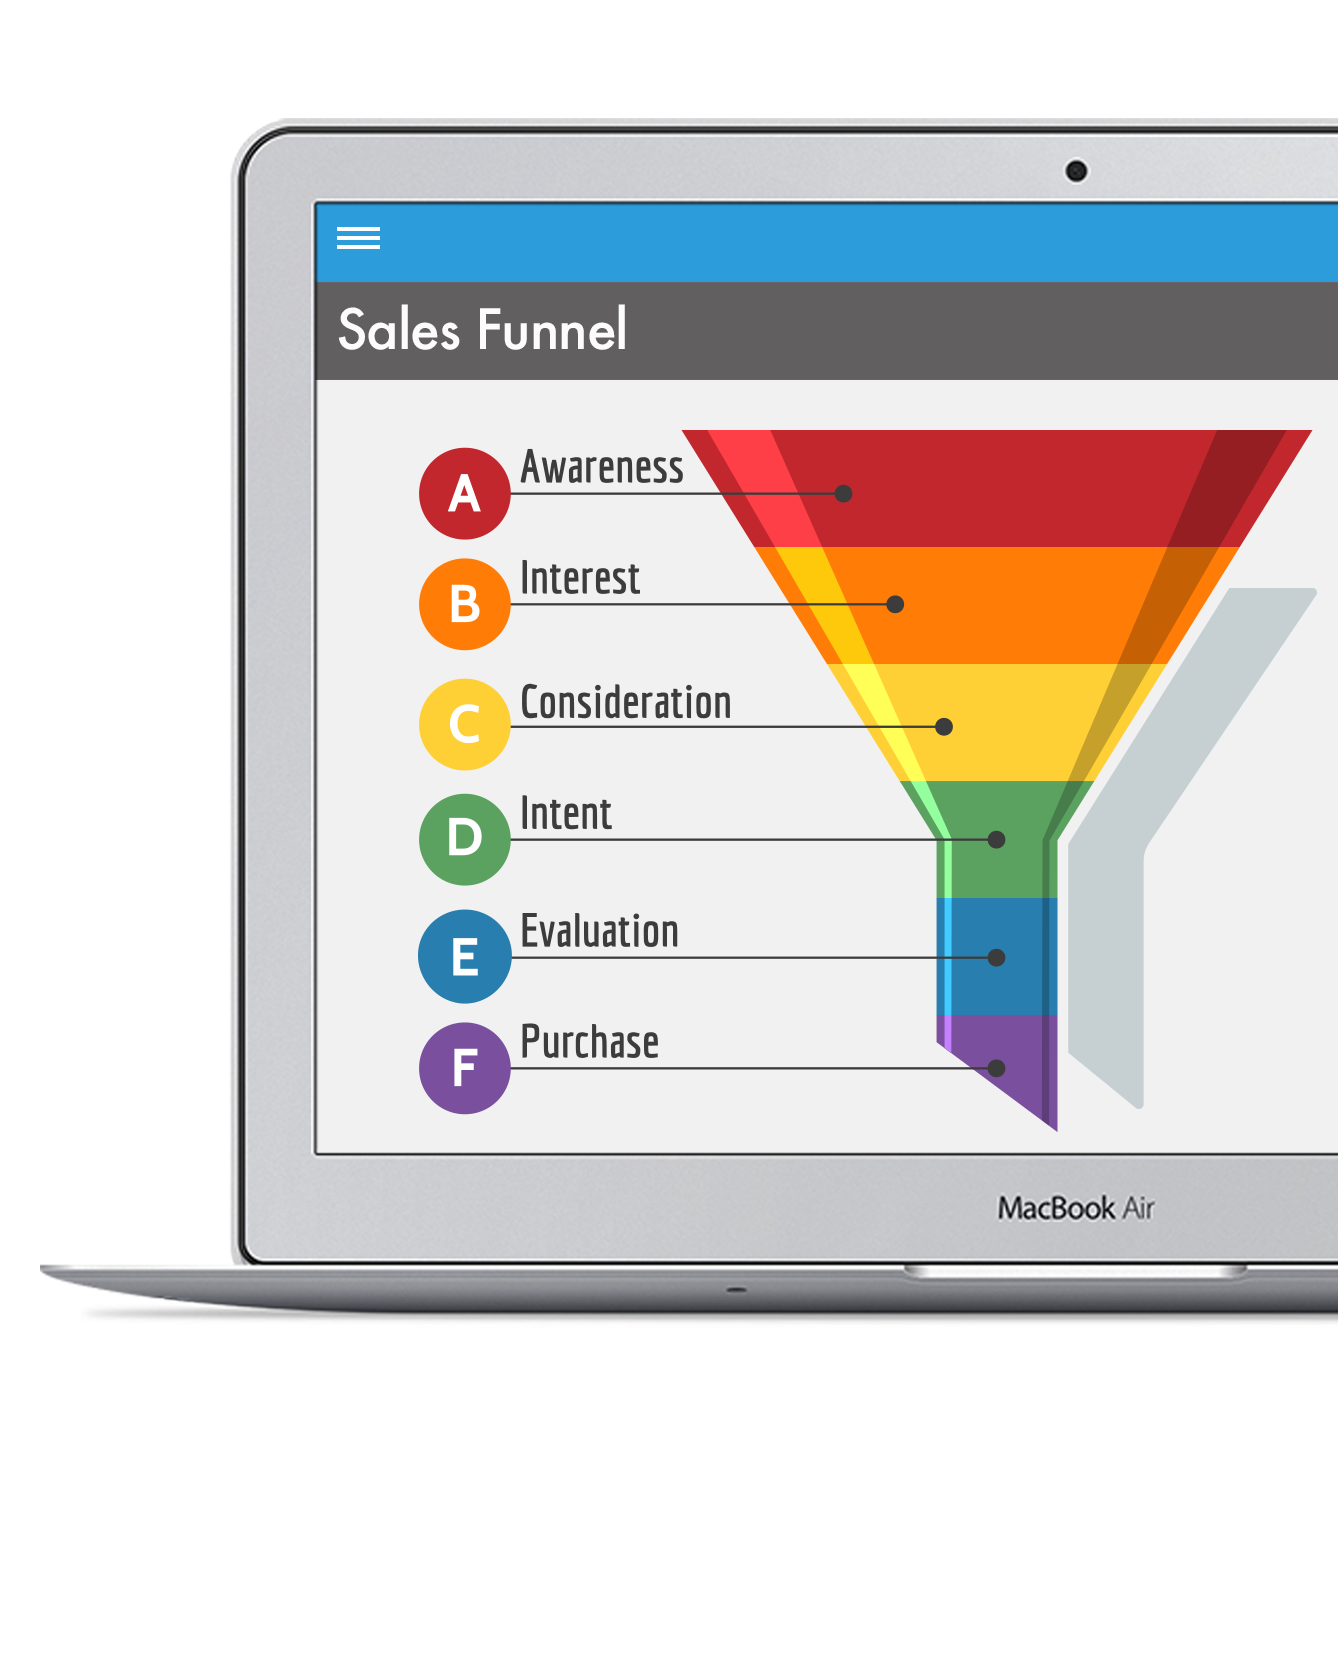 Sales Funnel
A Awareness
B Interest
C Consideration
D Intent
E Evaluation
F Purchase
MacBook Air